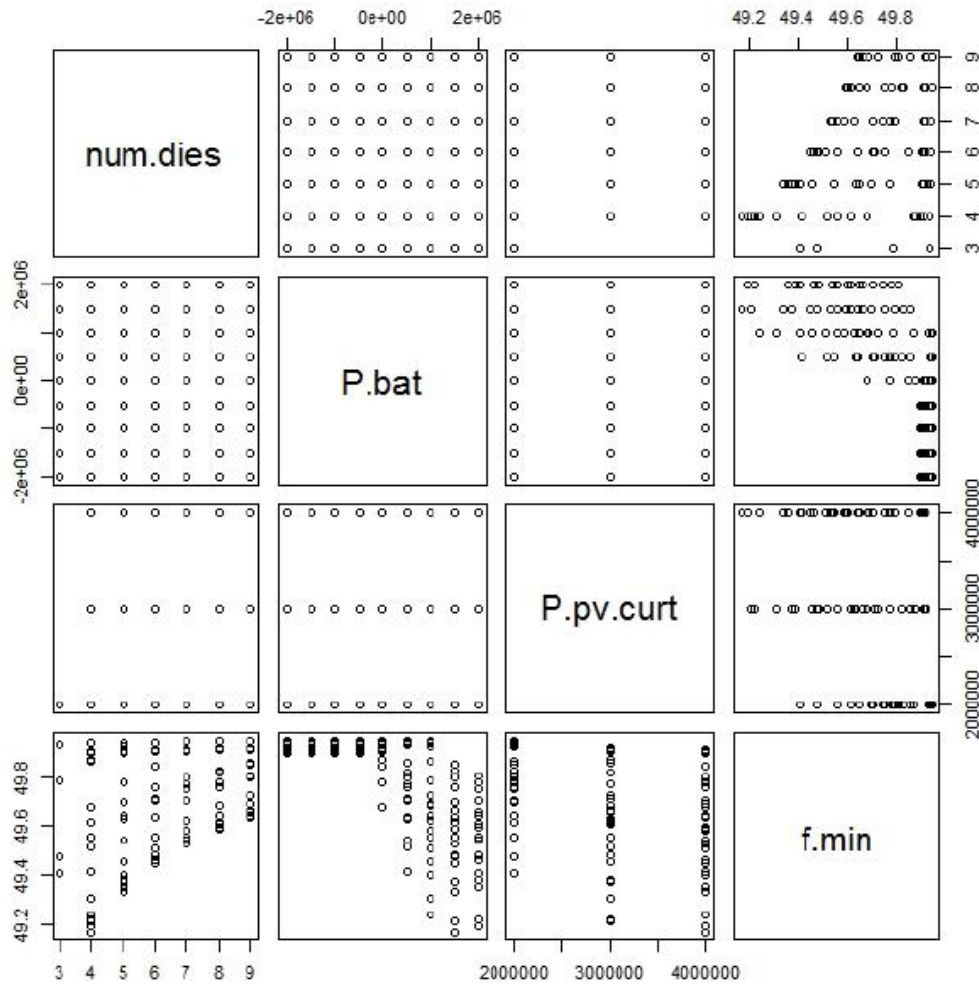 -2e+06 0e+00 2e+06 49.2 49.4 49.6 49.8
num.dies
3 4 5 6 7 8 9
-2e+06 0e+00 2e+06
P.bat
P.pv.curt
2000000 3000000 4000000
49.2 49.4 49.6 49.8
f.min
3 4 5 6 7 8 9 2000000 3000000 4000000